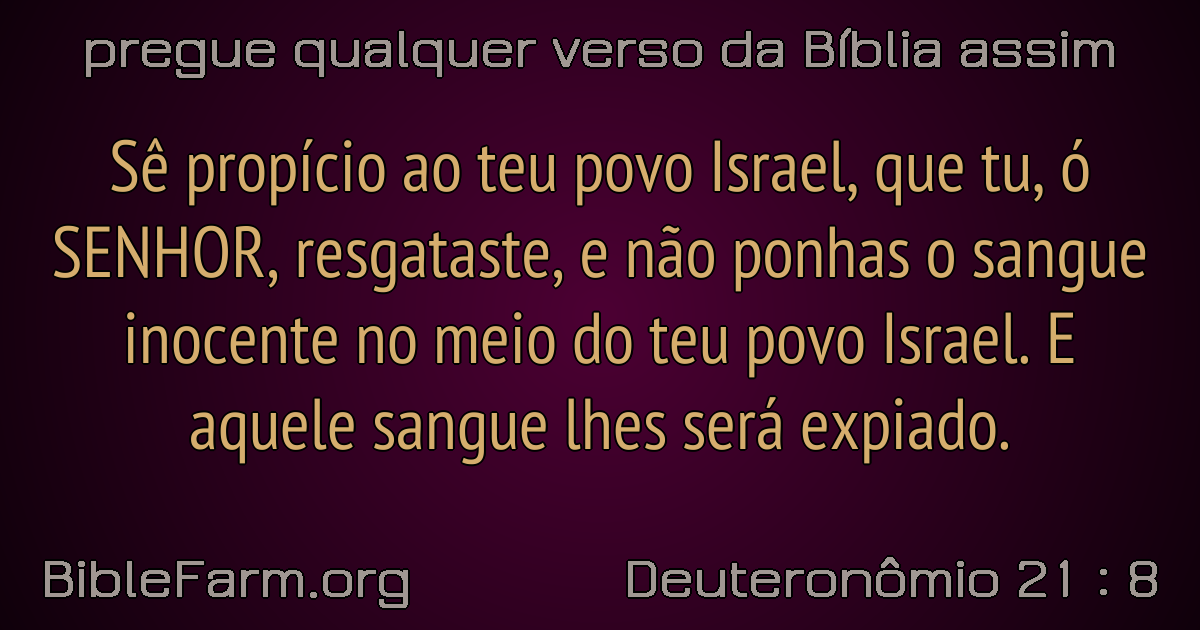 pregue qualquer verso da Bíblia assim
Sê propício ao teu povo Israel, que tu, ó
SENHOR, resgataste, e não ponhas o sangue
inocente no meio do teu povo Israel. E
aquele sangue lhes será expiado.
BibleFarm.org
Deuteronômio 21 : 8